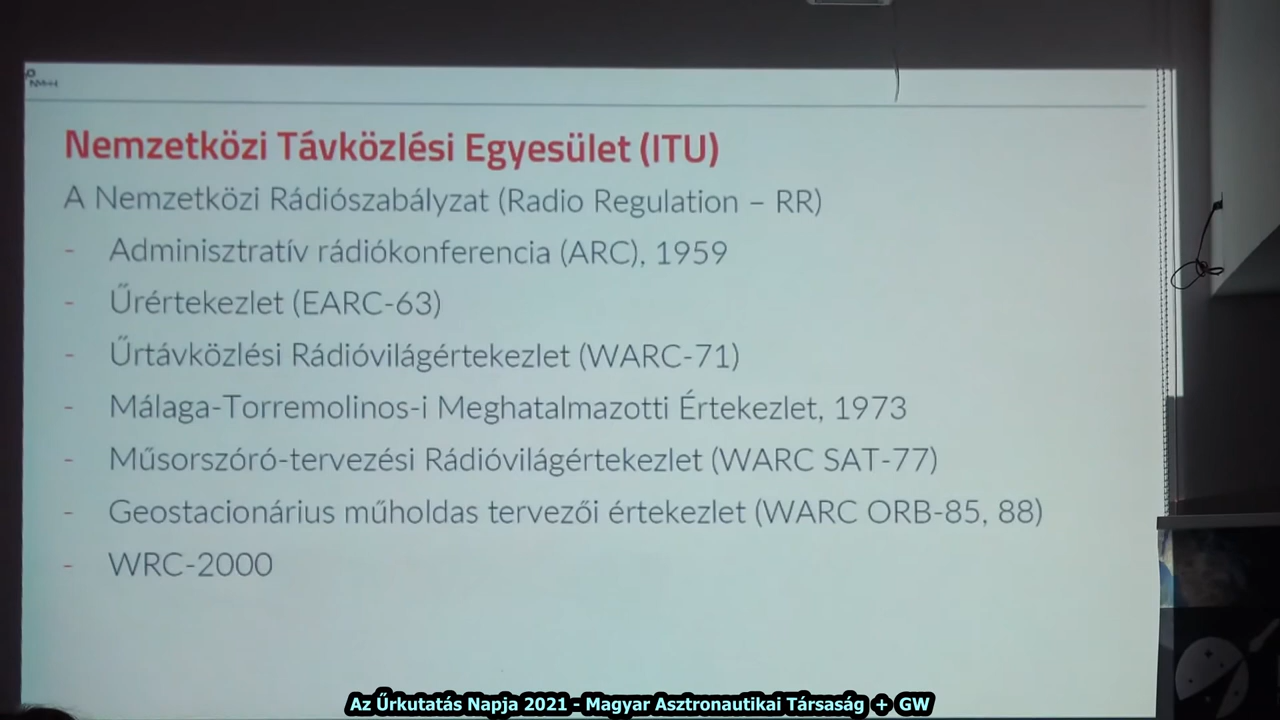 NMHH
Nemzetközi Távközlési Egyesület (ITU)
A Nemzetközi Rádiószabályzat (Radio Regulation – RR)
- Adminisztratív rádiókonferencia (ARC), 1959
- Űrértekezlet (EARC-63)
- Űrtávközlési Rádióvilágértekezlet (WARC-71)
- Málaga-Torremolinos-i Meghatalmazotti Értekezlet, 1973
- Műsorszóró-tervezési Rádióvilágértekezlet (WARC SAT-77)
- Geostacionárius műholdas tervezői értekezlet (WARC ORB-85, 88)
- WRC-2000
Az Űrkutatás Napja 2021 - Magyar Asztronautikai Társaság + GW